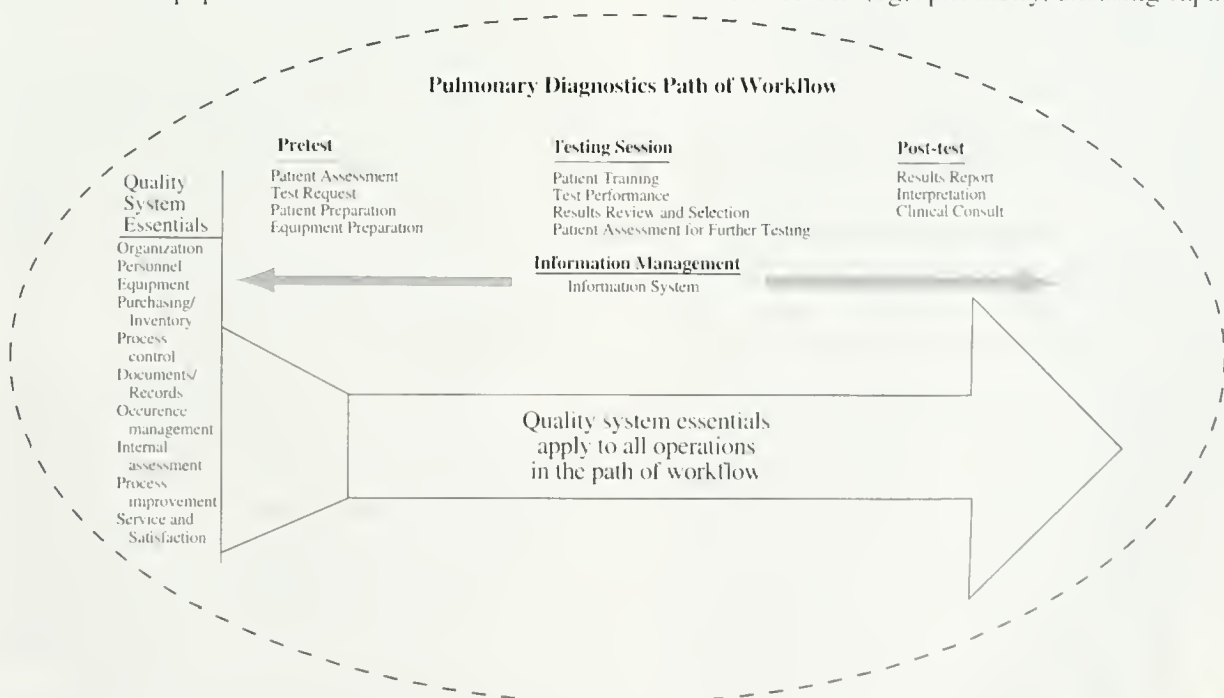 Pulmonary Diagnostics Path of Workflow
Pretest
Patient Assessment
Test Request
Patient Preparation
Equipment Preparation
Testing Session
Patient Training
Test Performance
Results Review and Selection
Patient Assessment for Further Testing
Post-test
Results Report
Interpretation
Clinical Consult
Quality
System
Essentials
Organization
Personnel
Equipment
Purchasing/
Inventory
Process
control
Documents/
Records
Occurence
management
Internal
assessment
Process
improvement
Service and
Satisfaction
Information Management
Information System
Quality system essentials
apply to all operations
in the path of workflow